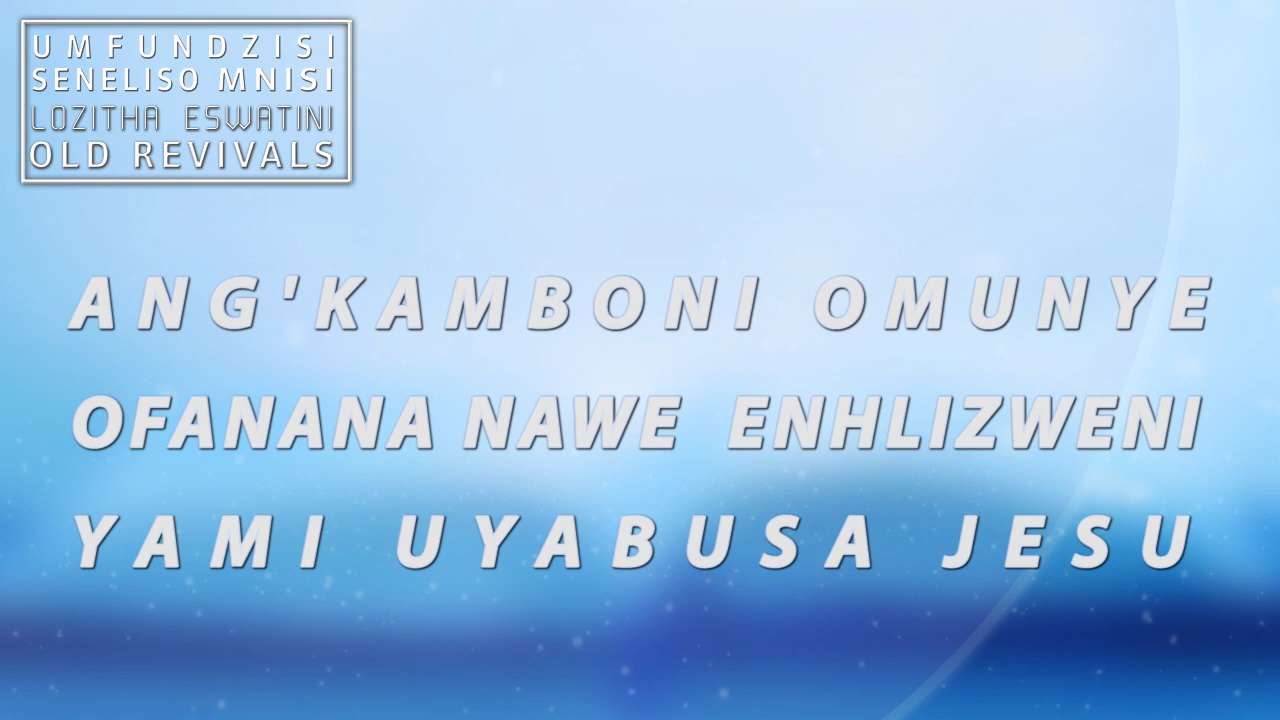 UMFUNDZISI
SENELISO MNISI
LOZITHA ESWATINI
OLD REVIVALS
ANG'KAMBONI OMUNYE
OFANANA NAWE ENHLIZWENI
YAMI UYABUSA JESU